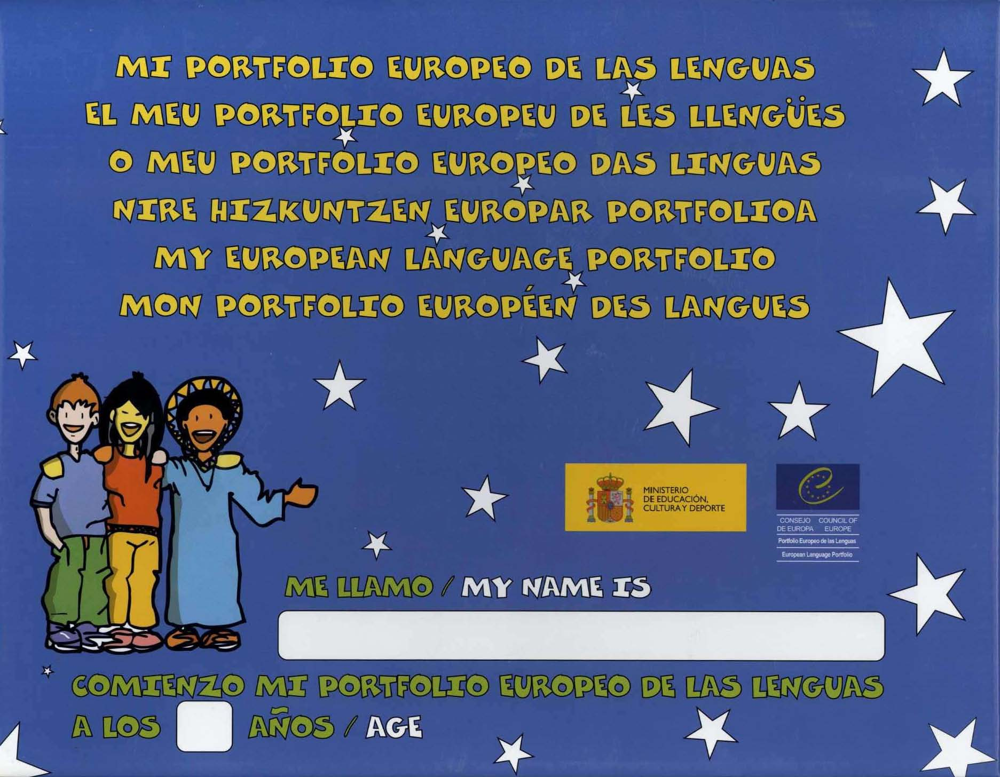 MI PORTFOLIO EUROPEO DE LAS LENGUAS
EL MEU PORTFOLIO EUROPEU DE LES LLENGÜES
O MEU PORTFOLIO EUROPEO DAS LINGUAS
NIRE HIZKUNTZEN EUROPAR PORTFOLIOA
MY EUROPEAN LANGUAGE PORTFOLIO
MON PORTFOLIO EUROPÉEN DES LANGUES
MINISTERIO
DE EDUCACIÓN,
CULTURA Y DEPORTE
CONSEJO COUNCIL OF
DE EUROPA EUROPE
Portfolio Europeo de las Lenguas
European Language Portfolio
ME LLAMO / MY NAME IS
COMIENZO MI PORTFOLIO EUROPEO DE LAS LENGUAS
A LOS AÑOS / AGE